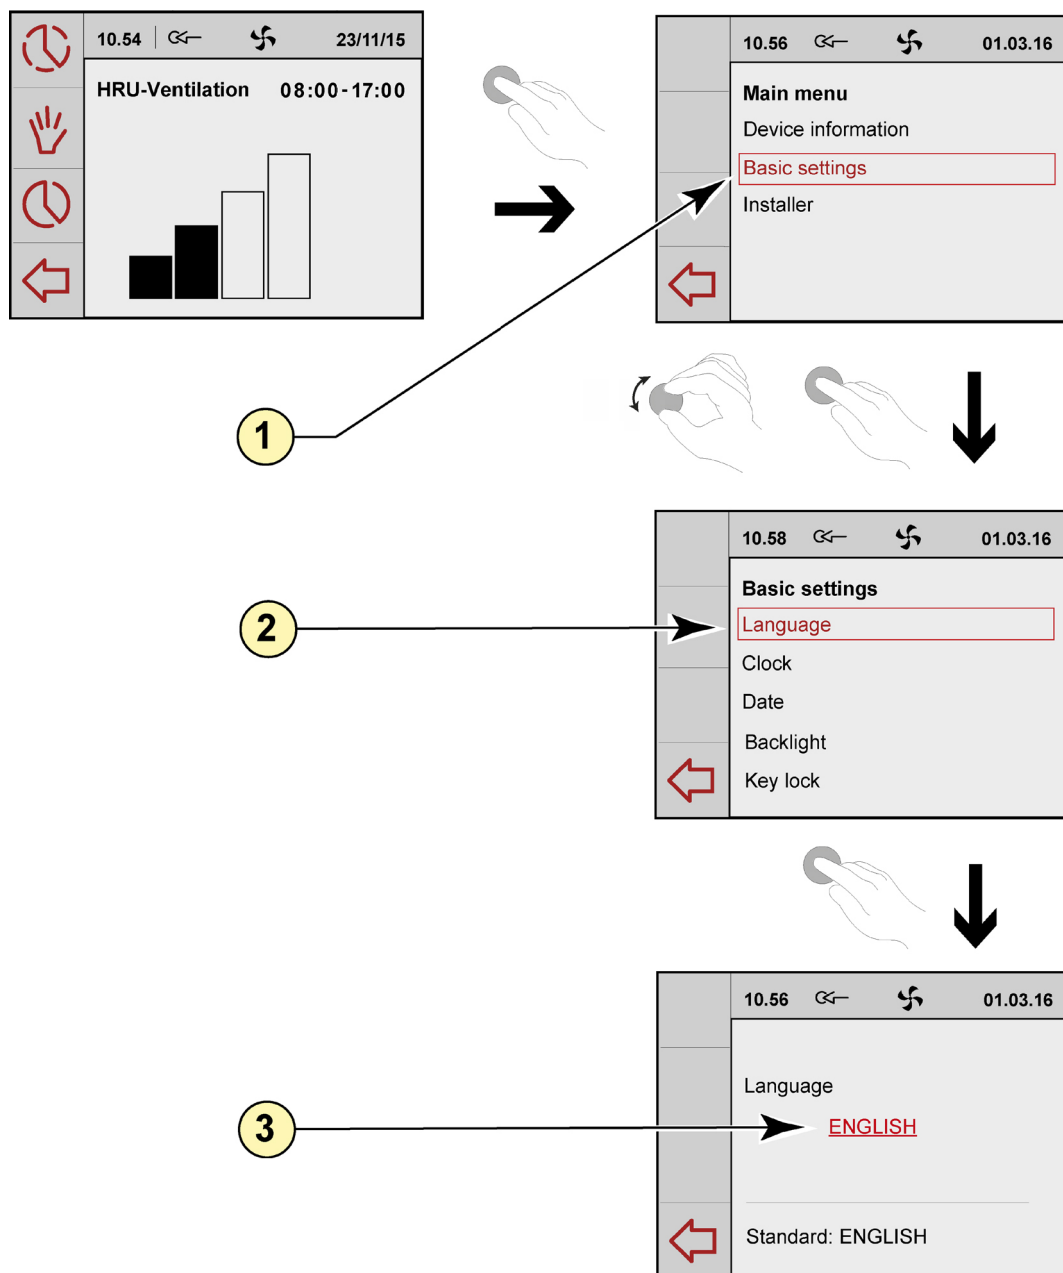 10.54 23/11/15
HRU-Ventilation 08:00-17:00
10.56 01.03.16
Main menu
Device information
Basic settings
Installer
1
10.58 01.03.16
Basic settings
Language
Clock
Date
Backlight
Key lock
2
10.56 01.03.16
Language
ENGLISH
Standard: ENGLISH
3